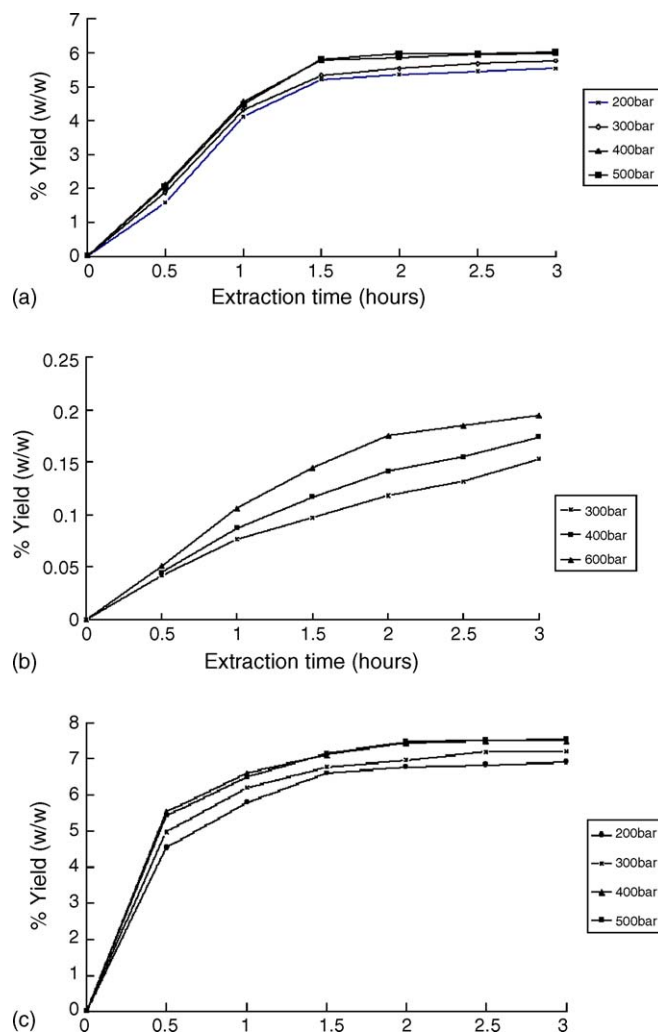 7
6
5
4
3
2
1
0
% Yield (w/w)
0 0.5 1 1.5 2 2.5 3
(a) Extraction time (hours)
200bar
300bar
400bar
500bar
0.25
0.2
0.15
0.1
0.05
0
% Yield (w/w)
0 0.5 1 1.5 2 2.5 3
(b) Extraction time (hours)
300bar
400bar
600bar
8
7
6
5
4
3
2
1
0
% Yield (w/w)
0 0.5 1 1.5 2 2.5 3
(c)
200bar
300bar
400bar
500bar